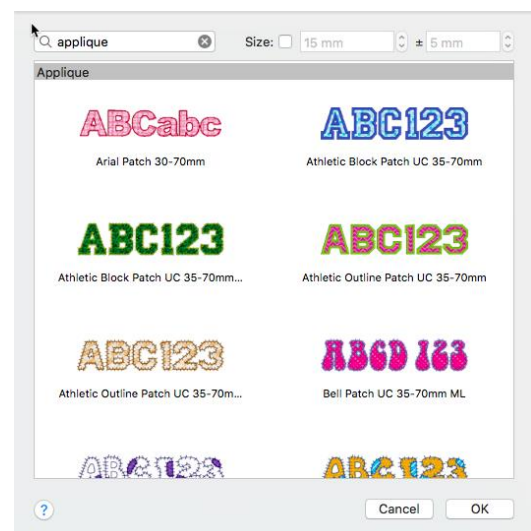 applique
Size: 15 mm ± 5 mm
Applique
ABCabc
ABC123
Arial Patch 30-70mm
Athletic Block Patch UC 35-70mm
ABC123
ABC123
Athletic Block Patch UC 35-70mm...
Athletic Outline Patch UC 35-70mm
ABC123
ABCD 123
Athletic Outline Patch UC 35-70m...
Bell Patch UC 35-70mm ML
ABC123
ABC123
?
Cancel
OK